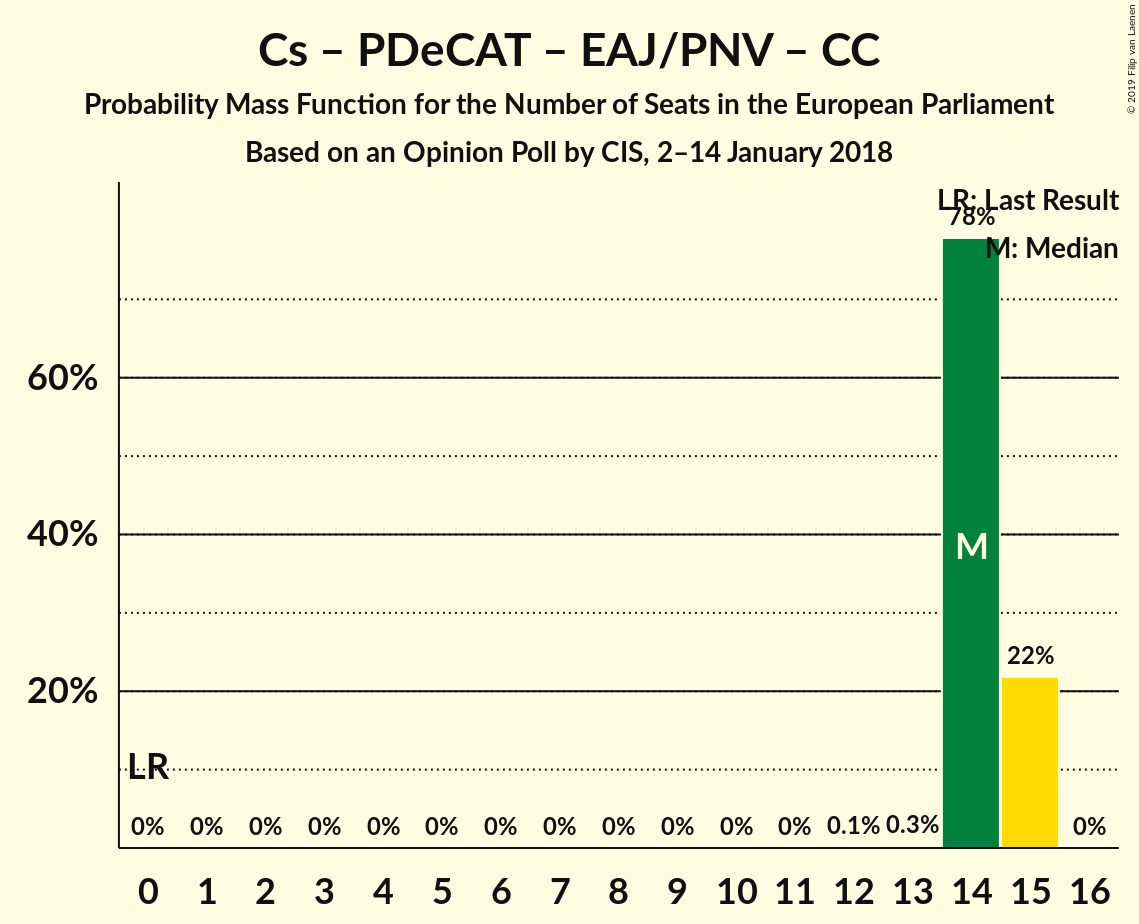 Cs – PDeCAT – EAJ/PNV – CC
Probability Mass Function for the Number of Seats in the European Parliament
Based on an Opinion Poll by CIS, 2–14 January 2018
© 2019 Filip van Laenen
LR: Last Result
78%
M: Median
60%
40%
M
22%
20%
LR
0% 0% 0% 0% 0% 0% 0% 0% 0% 0% 0% 0% 0.1% 0.3% 0%
0 1 2 3 4 5 6 7 8 9 10 11 12 13 14 15 16